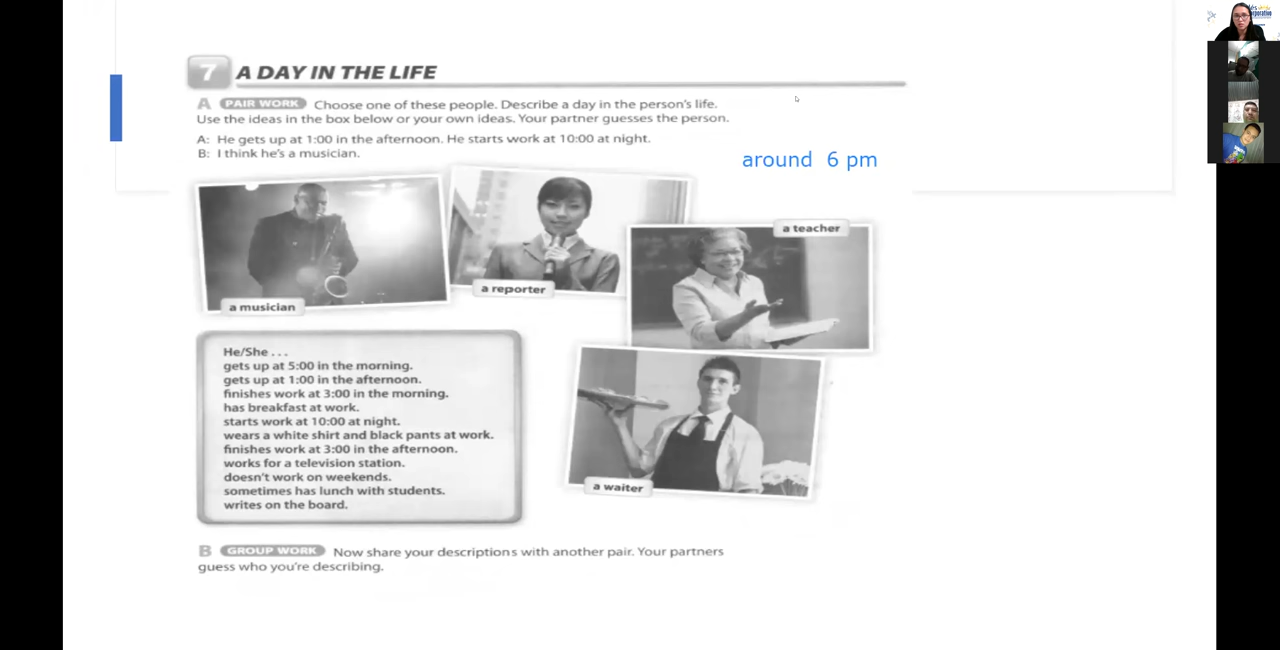 7 A DAY IN THE LIFE
A PAIR WORK Choose one of these people. Describe a day in the person's life.
Use the ideas in the box below or your own ideas. Your partner guesses the person.
A: He gets up at 1:00 in the afternoon. He starts work at 10:00 at night.
B: I think he's a musician.
around 6 pm
a musician
a reporter
a teacher
He/She . . .
gets up at 5:00 in the morning.
gets up at 1:00 in the afternoon.
finishes work at 3:00 in the morning.
has breakfast at work.
starts work at 10:00 at night.
wears a white shirt and black pants at work.
finishes work at 3:00 in the afternoon.
works for a television station.
doesn't work on weekends.
sometimes has lunch with students.
writes on the board.
a waiter
B GROUP WORK Now share your descriptions with another pair. Your partners
guess who you're describing.